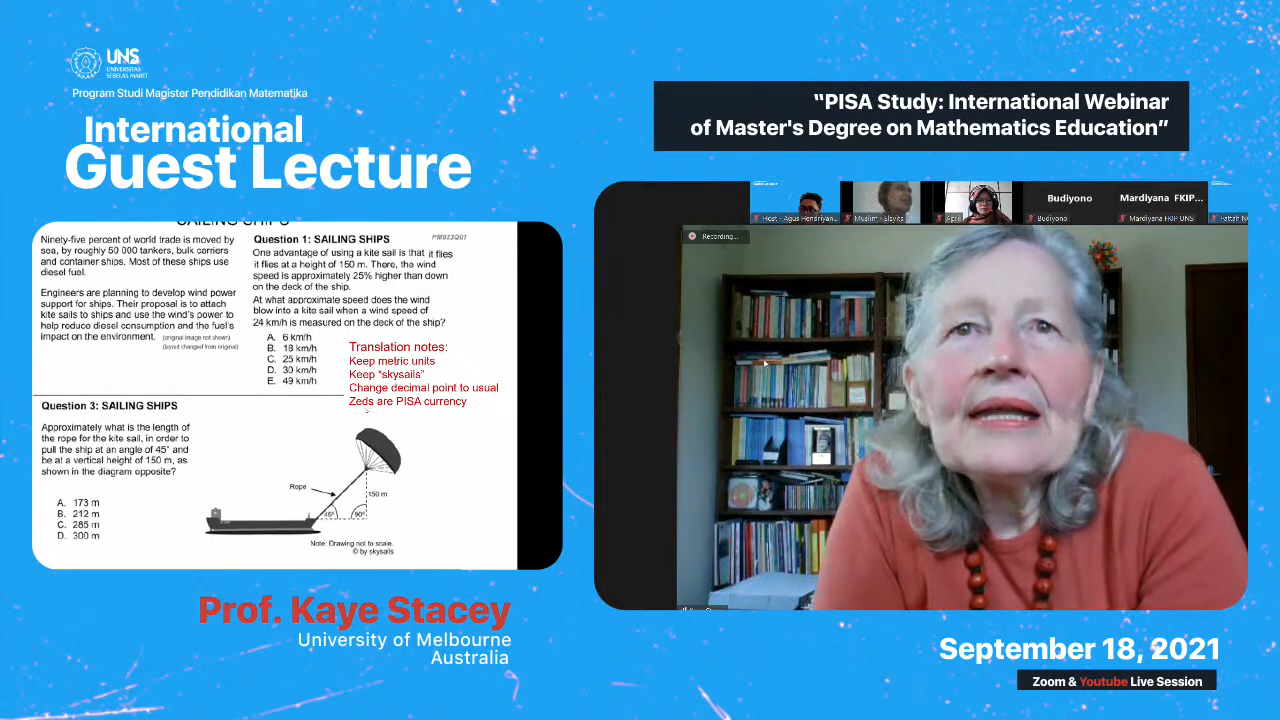 UNS
UNIVERSITAS
SEBELAS MARET
Program Studi Magister Pendidikan Matematika
International
Guest Lecture
"PISA Study: International Webinar
of Master's Degree on Mathematics Education"
SAILING SHIPS
Ninety-five percent of world trade is moved by
sea, by roughly 50 000 tankers, bulk carriers
and container ships. Most of these ships use
diesel fuel.
Engineers are planning to develop wind power
support for ships. Their proposal is to attach
kite sails to ships and use the wind's power to
help reduce diesel consumption and the fuel's
impact on the environment.
(original image not shown)
(layout changed from original)
Question 1: SAILING SHIPS
PM923Q01
One advantage of using a kite sail is that it flies
it flies at a height of 150 m. There, the wind
speed is approximately 25% higher than down
on the deck of the ship.
At what approximate speed does the wind
blow into a kite sail when a wind speed of
24 km/h is measured on the deck of the ship?
A. 6 km/h
B. 18 km/h
C. 25 km/h
D. 30 km/h
E. 49 km/h
Translation notes:
Keep metric units
Keep "skysails"
Change decimal point to usual
Zeds are PISA currency
Question 3: SAILING SHIPS
Approximately what is the length of
the rope for the kite sail, in order to
pull the ship at an angle of 45° and
be at a vertical height of 150 m, as
shown in the diagram opposite?
A. 173 m
B. 212 m
C. 285 m
D. 300 m
Rope
150 m
45°
90°
Note: Drawing not to scale.
© by skysails
Host - Agus Hendriyan...
Muslim - Elsyits
April
Budiyono
Budiyono
Mardiyana FKIP...
Mardiyana FKIP UNS
Recording...
Prof. Kaye Stacey
University of Melbourne
Australia
September 18, 2021
Zoom & Youtube Live Session